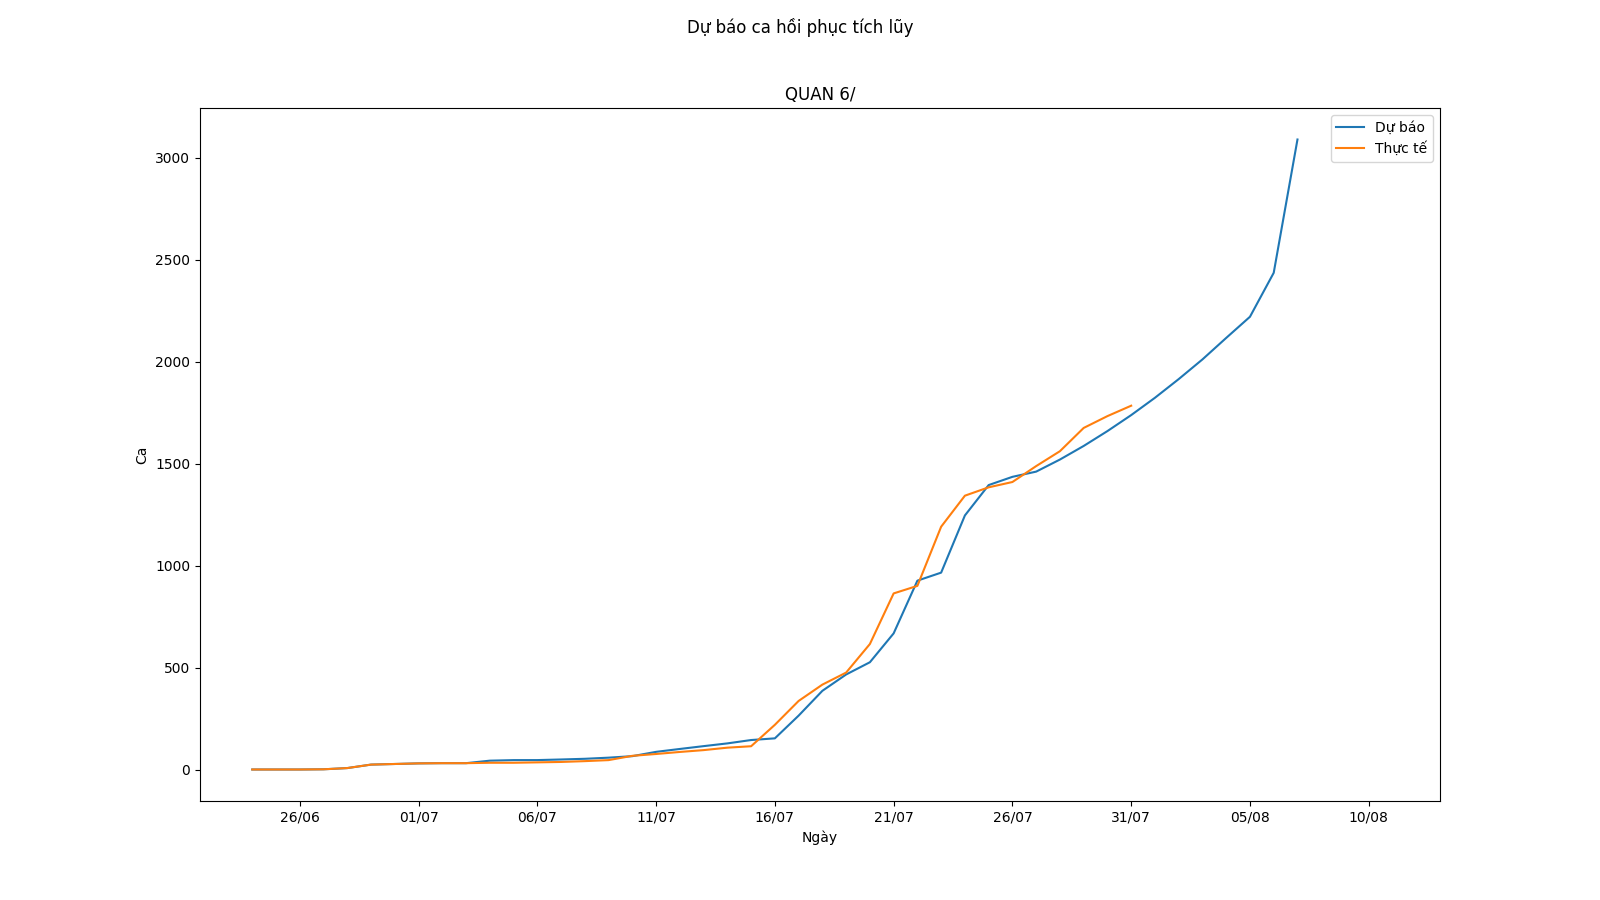 Dự báo ca hồi phục tích lũy
QUAN 6/
Dự báo
Thực tế
3000
2500
2000
1500
1000
500
0
Ca
26/06
01/07
06/07
11/07
16/07
21/07
26/07
31/07
05/08
10/08
Ngày